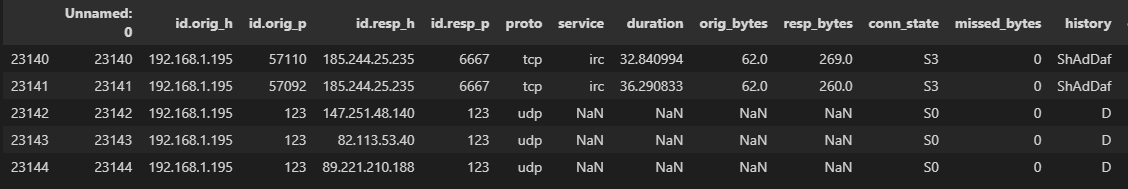 Unnamed: 0 id.orig_h id.orig_p id.resp_h id.resp_p proto service duration orig_bytes resp_bytes conn_state missed_bytes history
23140 23140 192.168.1.195 57110 185.244.25.235 6667 tcp irc 32.840994 62.0 269.0 S3 0 ShAdDaf
23141 23141 192.168.1.195 57092 185.244.25.235 6667 tcp irc 36.290833 62.0 260.0 S3 0 ShAdDaf
23142 23142 192.168.1.195 123 147.251.48.140 123 udp NaN NaN NaN NaN S0 0 D
23143 23143 192.168.1.195 123 82.113.53.40 123 udp NaN NaN NaN NaN S0 0 D
23144 23144 192.168.1.195 123 89.221.210.188 123 udp NaN NaN NaN NaN S0 0 D